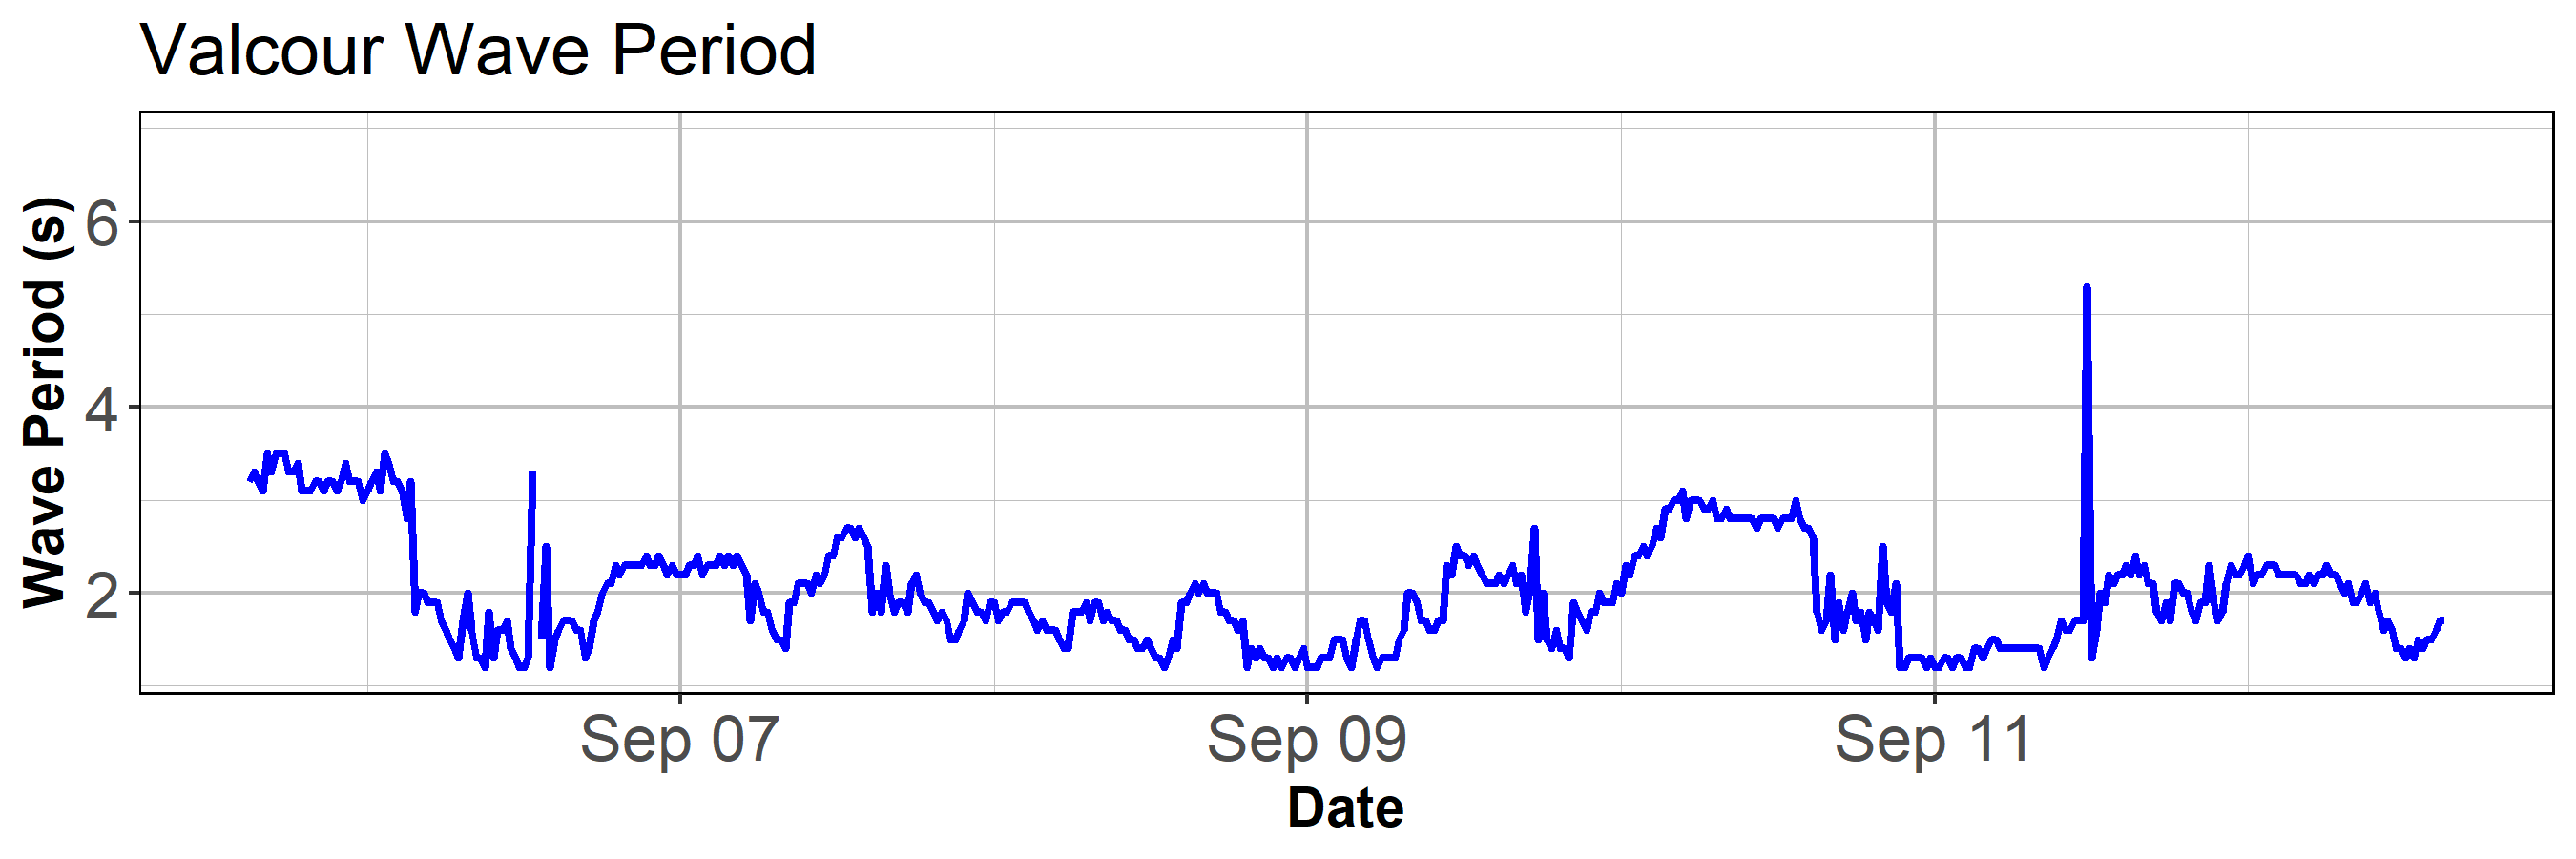 Valcour Wave Period
Wave Period (s)
6
4
2
Sep 07
Sep 09
Sep 11
Date